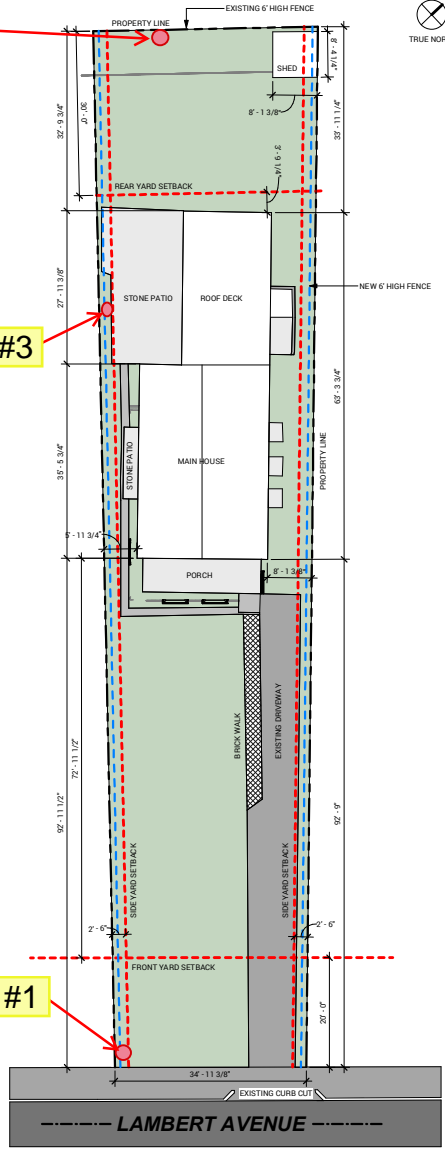 EXISTING 6' HIGH FENCE
PROPERTY LINE
TRUE NOR
SHED
8' - 4 1/4"
8' - 1 3/8"
32' - 9 3/4"
30' - 0"
33' - 11 1/4"
3' - 9 1/4"
REAR YARD SETBACK
27' - 11 3/8"
STONE PATIO
ROOF DECK
NEW 6' HIGH FENCE
#3
63' - 3 3/4"
35' - 5 3/4"
STONE PATIO
MAIN HOUSE
PROPERTY LINE
5' - 11 3/4"
PORCH
8' - 1 3/8"
BRICK WALK
EXISTING DRIVEWAY
72' - 11 1/2"
92' - 11 1/2"
92' - 9"
SIDE YARD SETBACK
SIDE YARD SETBACK
2' - 6"
2' - 6"
FRONT YARD SETBACK
#1
20' - 0"
34' - 11 3/8"
EXISTING CURB CUT
LAMBERT AVENUE